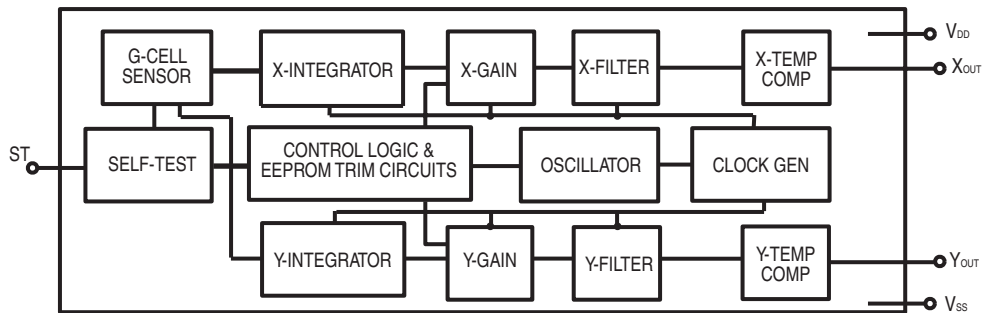 G-CELL
SENSOR
X-INTEGRATOR
X-GAIN
X-FILTER
X-TEMP
COMP
VDD
XOUT
ST
SELF-TEST
CONTROL LOGIC &
EEPROM TRIM CIRCUITS
OSCILLATOR
CLOCK GEN
Y-INTEGRATOR
Y-GAIN
Y-FILTER
Y-TEMP
COMP
YOUT
VSS